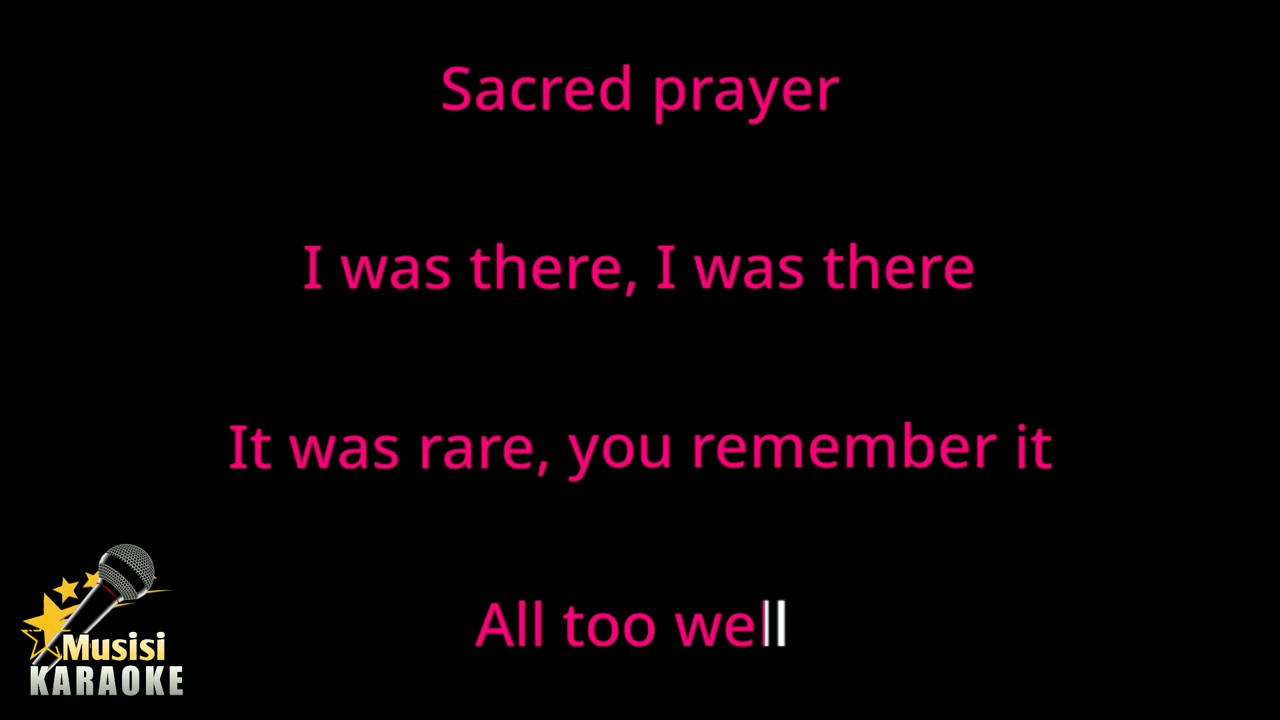 Sacred prayer
I was there, I was there
It was rare, you remember it
All too well
Musisi
KARAOKE